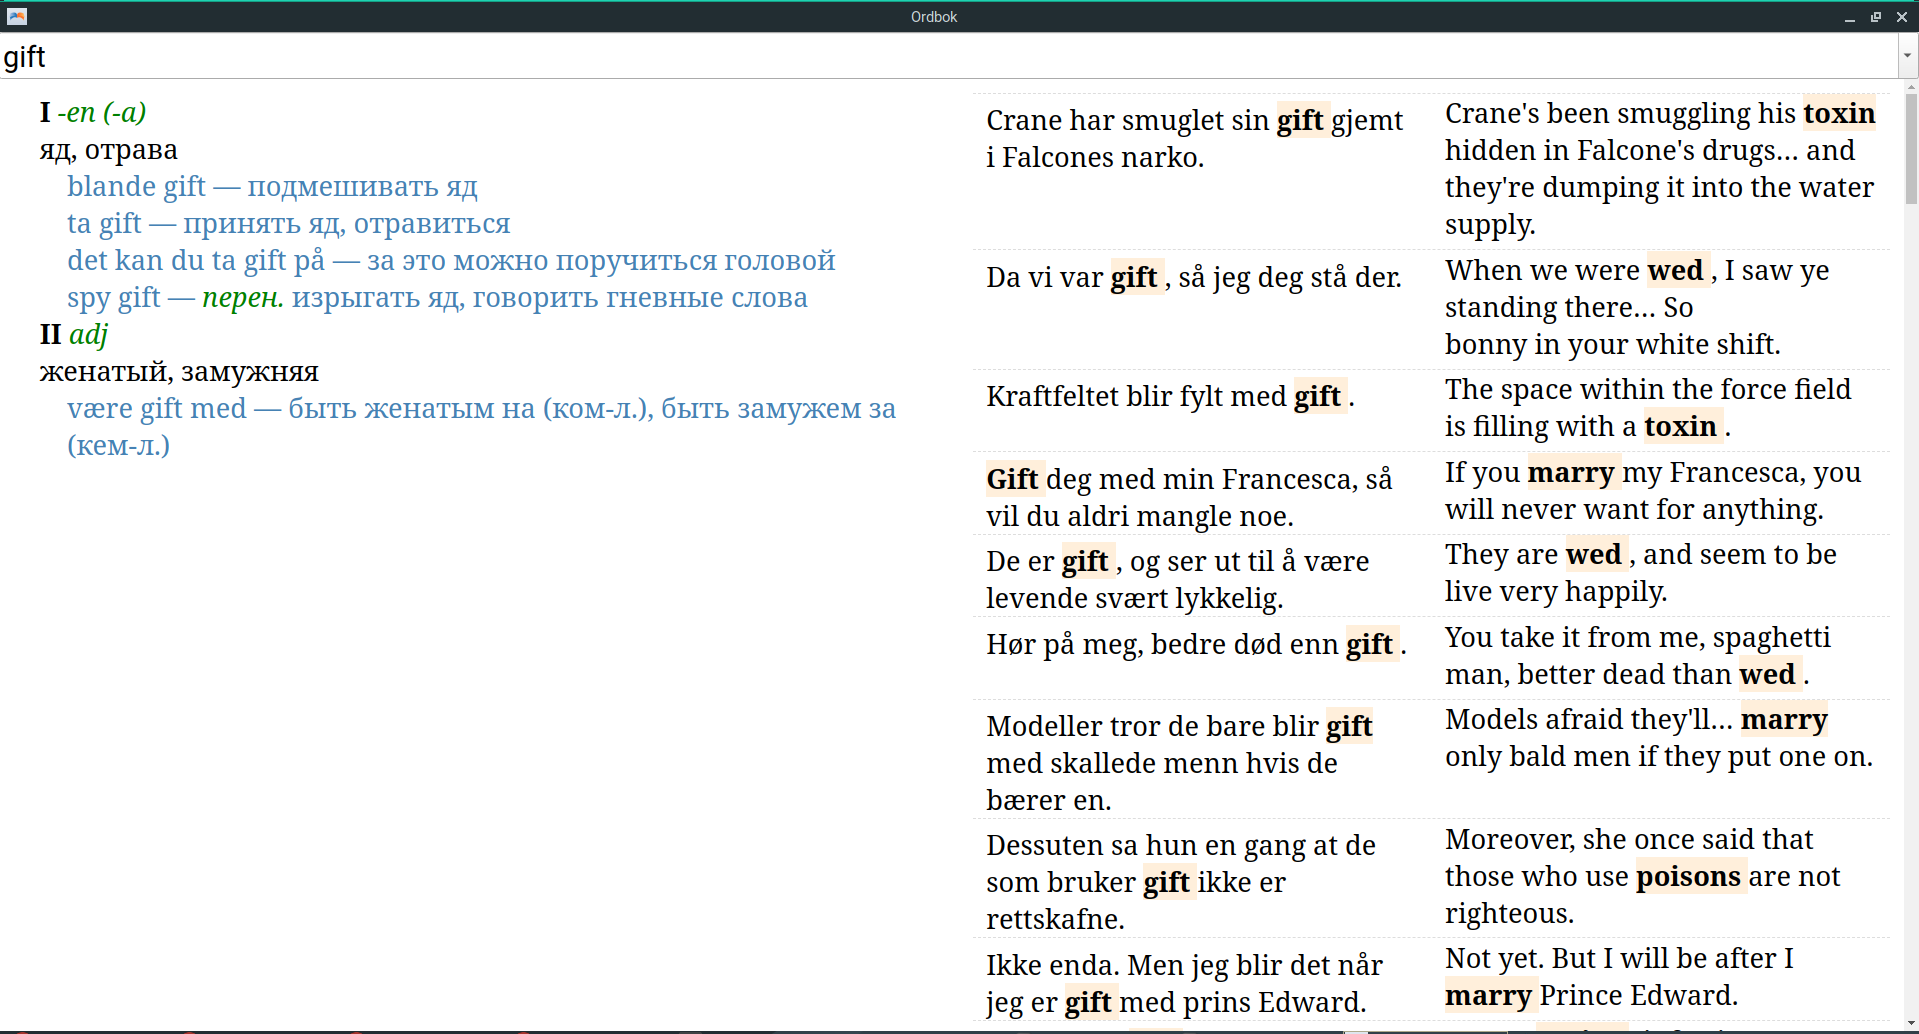 Ordbok
gift
I -en (-a)
яд, отрава
blande gift — подмешивать яд
ta gift — принять яд, отравиться
det kan du ta gift på — за это можно поручиться головой
spy gift — перен. изрыгать яд, говорить гневные слова
II adj
женатый, замужняя
være gift med — быть женатым на (ком-л.), быть замужем за
(кем-л.)
Crane har smuglet sin gift gjemt
i Falcones narko.
Crane's been smuggling his toxin
hidden in Falcone's drugs... and
they're dumping it into the water
supply.
Da vi var gift , så jeg deg stå der.
When we were wed , I saw ye
standing there... So
bonny in your white shift.
Kraftfeltet blir fylt med gift .
The space within the force field
is filling with a toxin .
Gift deg med min Francesca, så
vil du aldri mangle noe.
If you marry my Francesca, you
will never want for anything.
De er gift , og ser ut til å være
levende svært lykkelig.
They are wed , and seem to be
live very happily.
Hør på meg, bedre død enn gift .
You take it from me, spaghetti
man, better dead than wed .
Modeller tror de bare blir gift
med skallede menn hvis de
bærer en.
Models afraid they'll... marry
only bald men if they put one on.
Dessuten sa hun en gang at de
som bruker gift ikke er
rettskafne.
Moreover, she once said that
those who use poisons are not
righteous.
Ikke enda. Men jeg blir det når
jeg er gift med prins Edward.
Not yet. But I will be after I
marry Prince Edward.